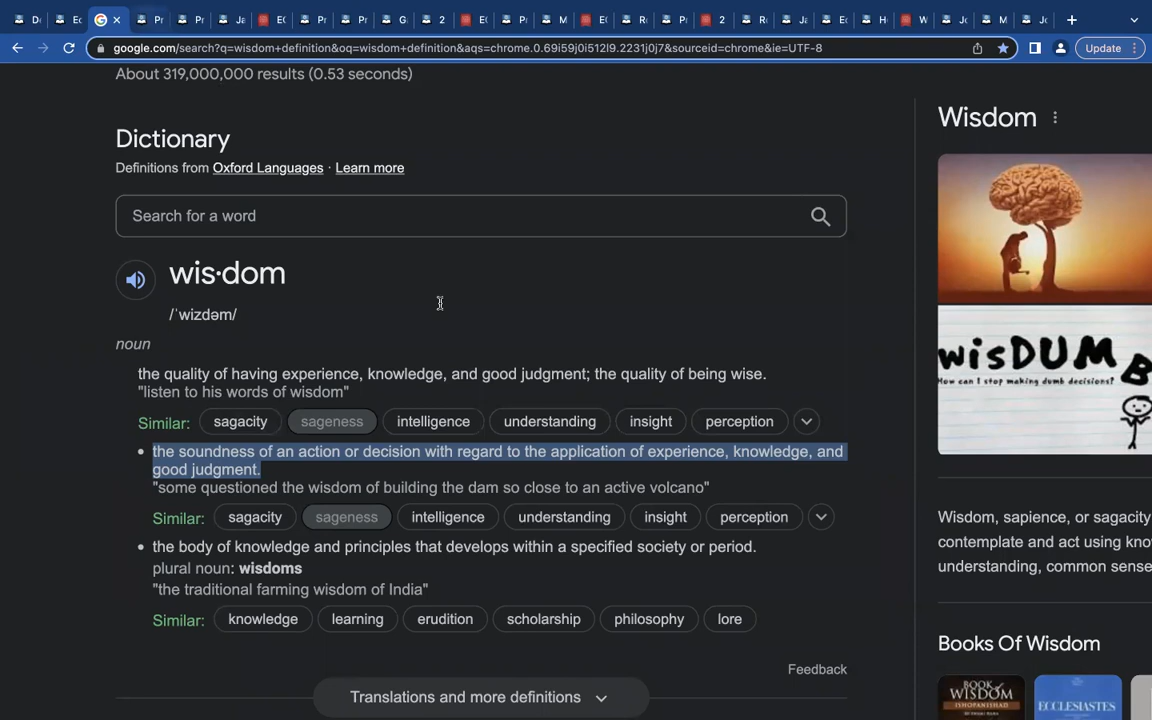 google.com/search?q=wisdom+definition&oq=wisdom+definition&aqs=chrome.0.69i59j0i512l9.2231j0j7&sourceid=chrome&ie=UTF-8
Update
About 319,000,000 results (0.53 seconds)
Dictionary
Definitions from Oxford Languages · Learn more
Search for a word
wis·dom
/ˈwizdəm/
noun
the quality of having experience, knowledge, and good judgment; the quality of being wise.
"listen to his words of wisdom"
Similar: sagacity sageness intelligence understanding insight perception
• the soundness of an action or decision with regard to the application of experience, knowledge, and
good judgment.
"some questioned the wisdom of building the dam so close to an active volcano"
Similar: sagacity sageness intelligence understanding insight perception
• the body of knowledge and principles that develops within a specified society or period.
plural noun: wisdoms
"the traditional farming wisdom of India"
Similar: knowledge learning erudition scholarship philosophy lore
Feedback
Translations and more definitions
Wisdom
wisDUMB
How can I stop making dumb decisions?
Wisdom, sapience, or sagacity
contemplate and act using kno
understanding, common sense
Books Of Wisdom
BOOK
WISDOM
ISHOPANISHAD
ECCLESIASTES